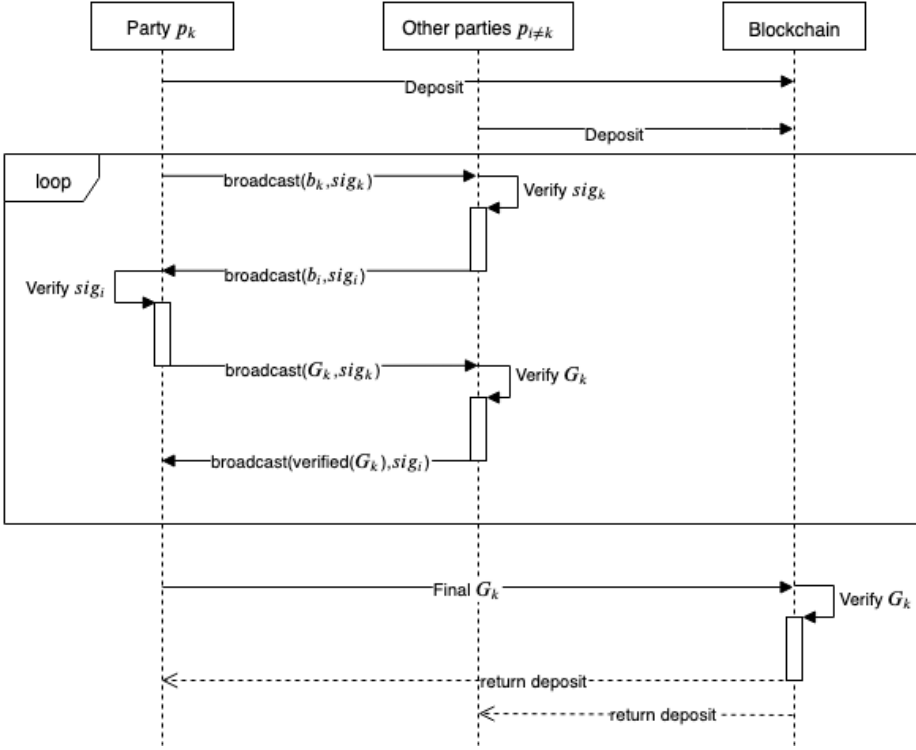 Party p_k
Other parties p_{i≠k}
Blockchain
Deposit
Deposit
loop
broadcast(b_k,sig_k)
Verify sig_k
broadcast(b_i,sig_i)
Verify sig_i
broadcast(G_k,sig_k)
Verify G_k
broadcast(verified(G_k),sig_i)
Final G_k
Verify G_k
return deposit
return deposit